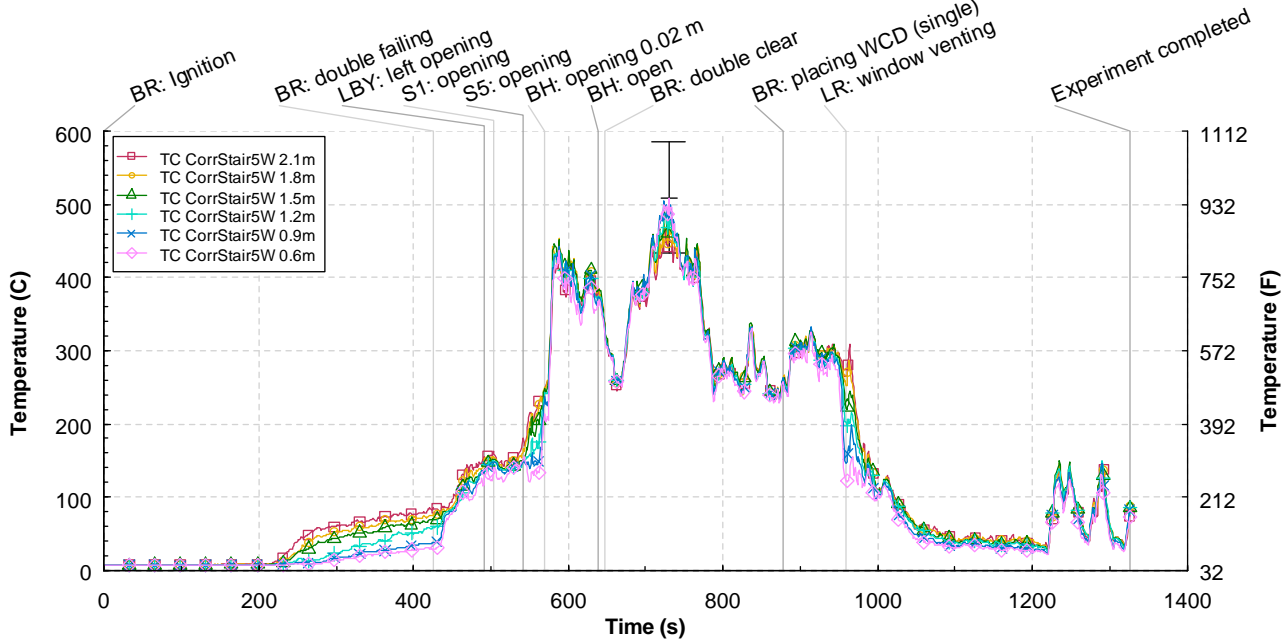 BR: Ignition
BR: double failing
LBY: left opening
S1: opening
S5: opening
BH: opening 0.02 m
BH: open
BR: double clear
BR: placing WCD (single)
LR: window venting
Experiment completed
TC CorrStair5W 2.1m
TC CorrStair5W 1.8m
TC CorrStair5W 1.5m
TC CorrStair5W 1.2m
TC CorrStair5W 0.9m
TC CorrStair5W 0.6m
Temperature (C)
600
500
400
300
200
100
0
1112
932
752
572
392
212
32
Temperature (F)
0 200 400 600 800 1000 1200 1400
Time (s)